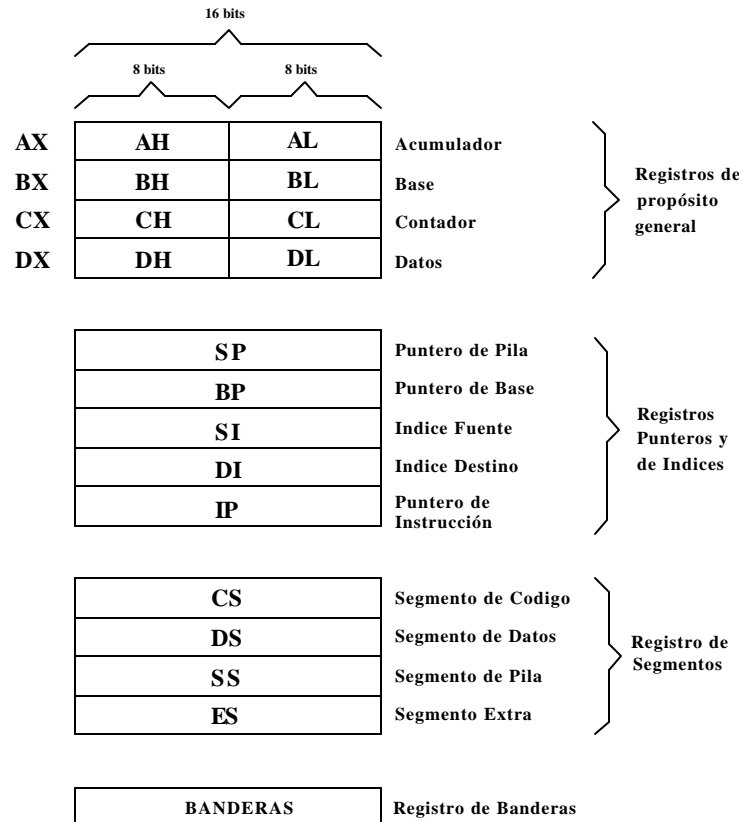 16 bits
8 bits 8 bits
AX AH AL Acumulador
BX BH BL Base
CX CH CL Contador
DX DH DL Datos
Registros de
propósito
general
SP Puntero de Pila
BP Puntero de Base
SI Indice Fuente
DI Indice Destino
IP Puntero de
Instrucción
Registros
Punteros y
de Indices
CS Segmento de Codigo
DS Segmento de Datos
SS Segmento de Pila
ES Segmento Extra
Registro de
Segmentos
BANDERAS Registro de Banderas